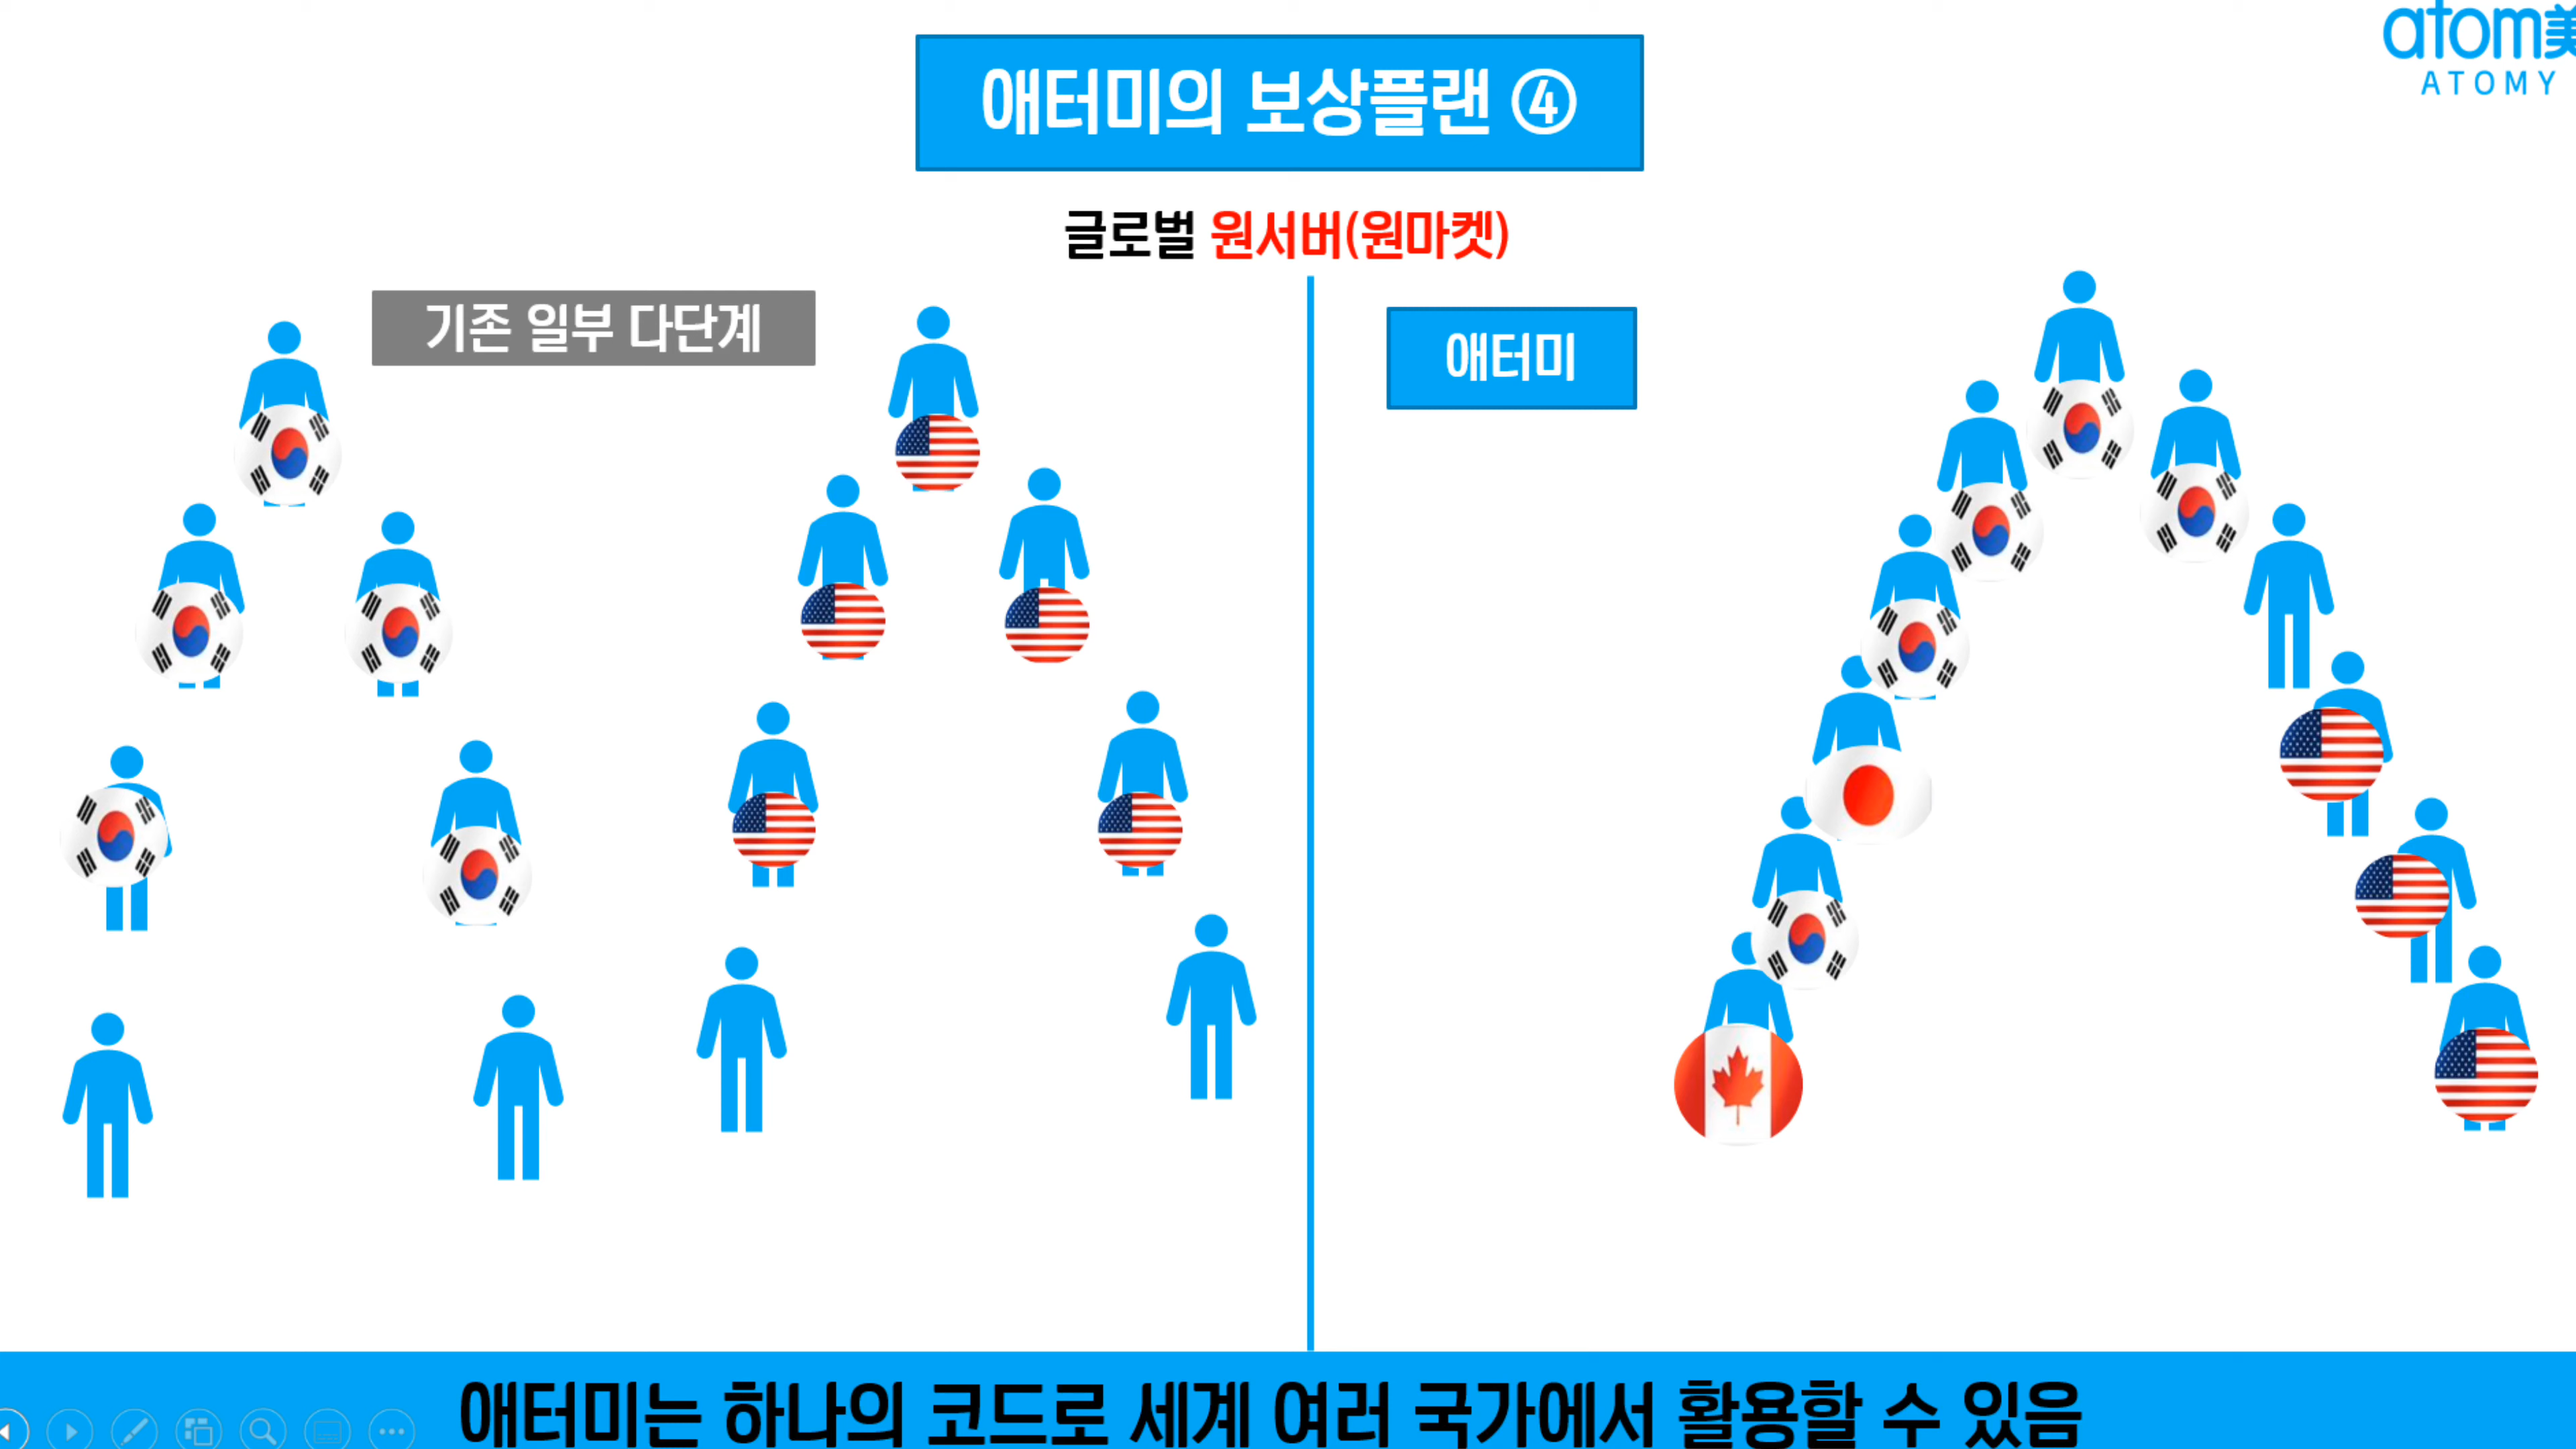 atom美
ATOMY
애터미의 보상플랜 ④
글로벌 원서버(원마켓)
기존 일부 다단계
애터미
애터미는 하나의 코드로 세계 여러 국가에서 활용할 수 있음